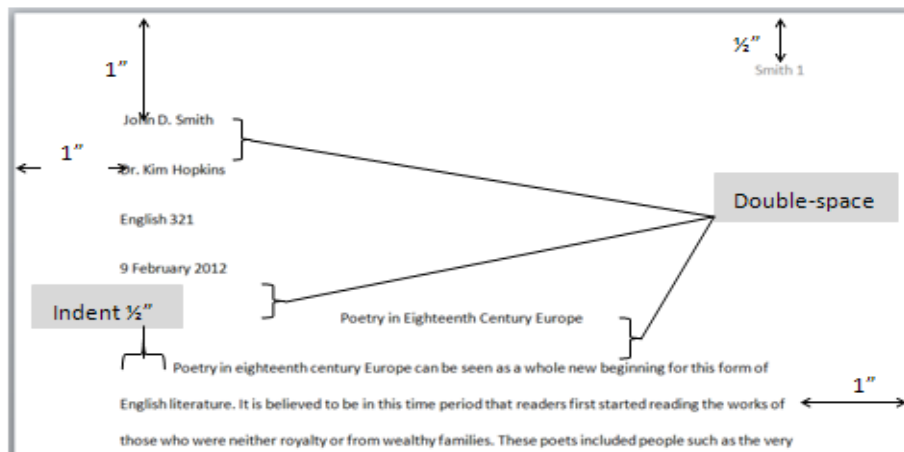 ½”
1”
Smith 1
John D. Smith
1”
Dr. Kim Hopkins
Double-space
English 321
9 February 2012
Indent ½”
Poetry in Eighteenth Century Europe
Poetry in eighteenth century Europe can be seen as a whole new beginning for this form of
1”
English literature. It is believed to be in this time period that readers first started reading the works of
those who were neither royalty or from wealthy families. These poets included people such as the very